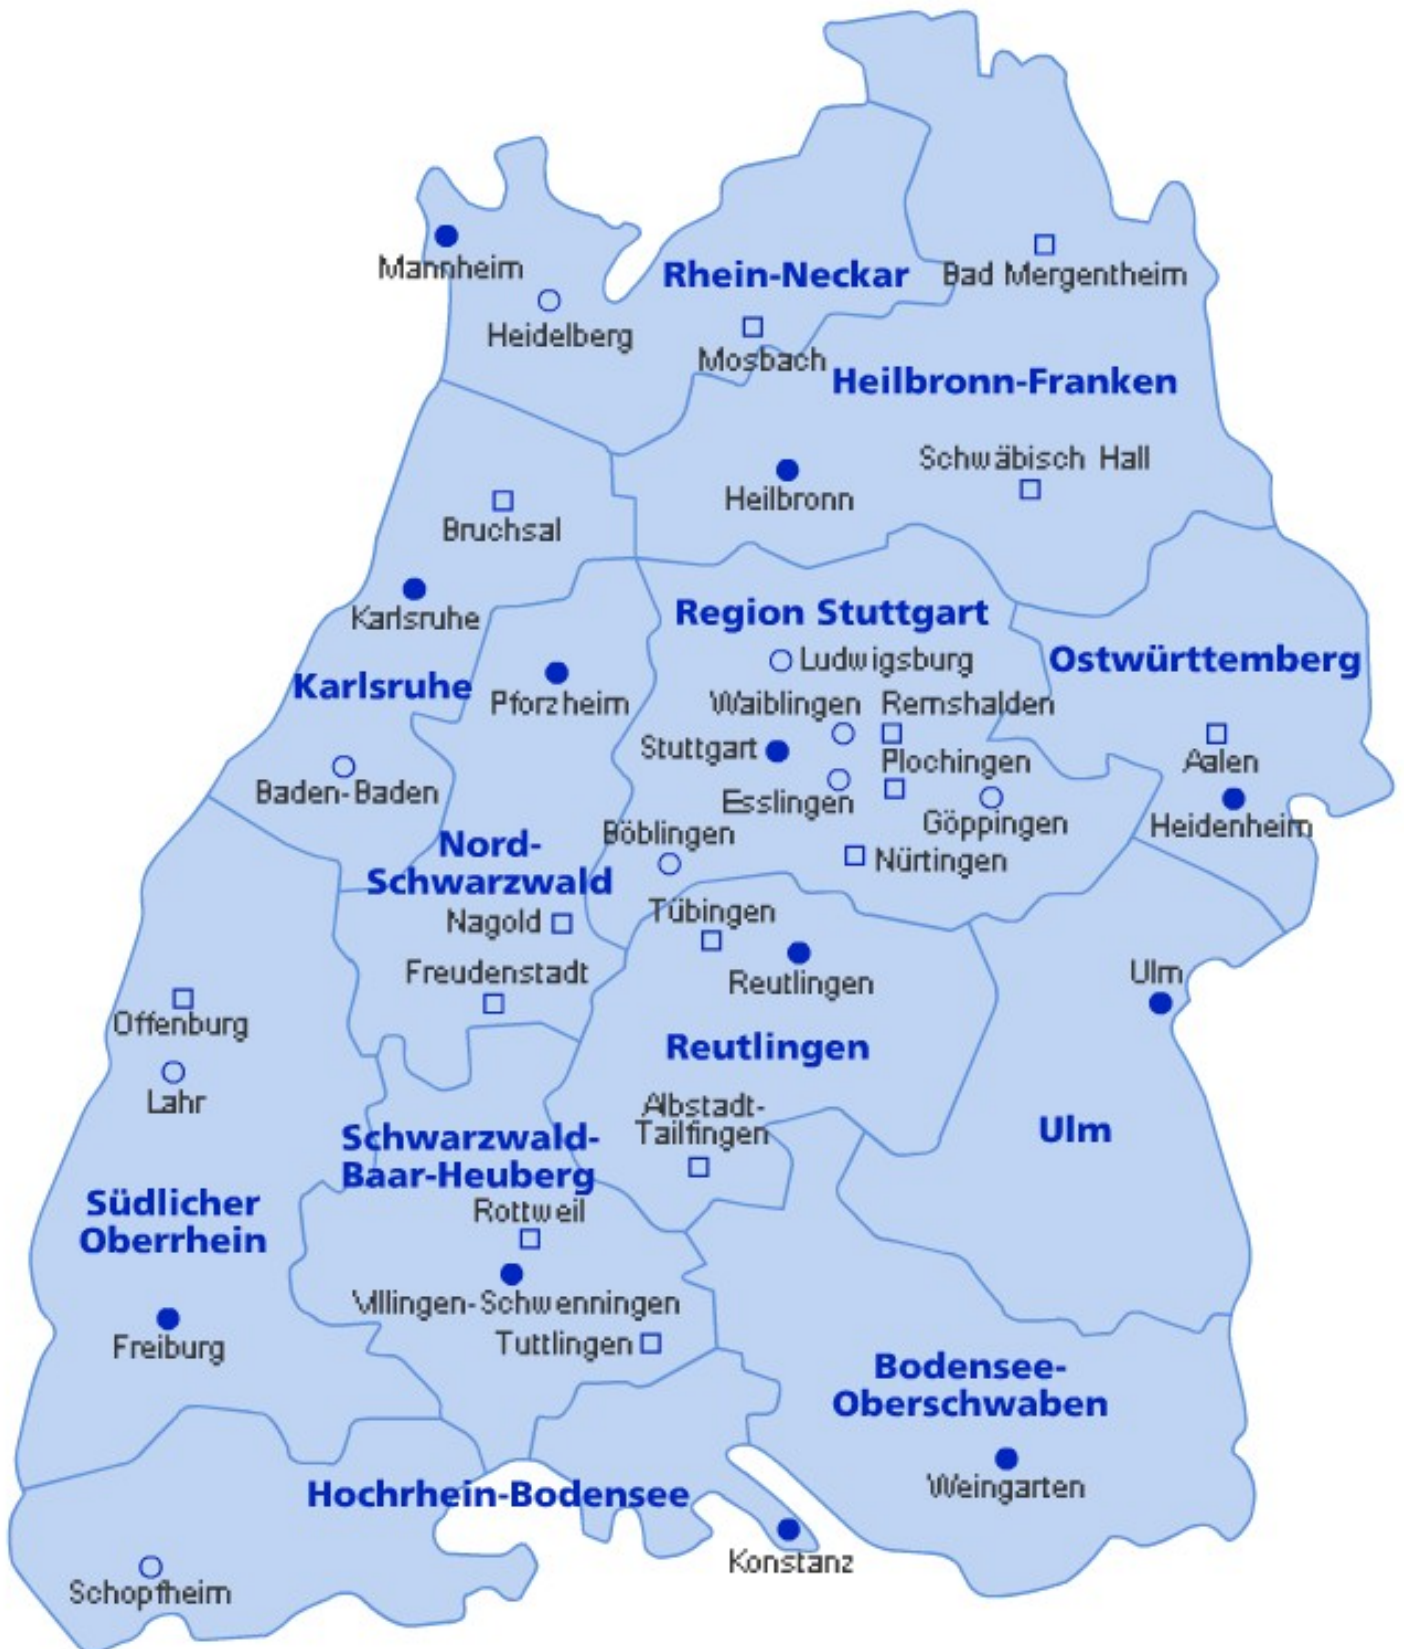 Mannheim
Rhein-Neckar
Bad Mergentheim
Heidelberg
Mosbach
Heilbronn-Franken
Schwäbisch Hall
Heilbronn
Bruchsal
Karlsruhe
Region Stuttgart
Ludwigsburg
Ostwürttemberg
Karlsruhe
Pforzheim
Waiblingen
Remshalden
Stuttgart
Plochingen
Aalen
Baden-Baden
Esslingen
Göppingen
Heidenheim
Böblingen
Nord-
Schwarzwald
Nürtingen
Nagold
Tübingen
Freudenstadt
Reutlingen
Ulm
Offenburg
Reutlingen
Lahr
Albstadt-
Tailfingen
Ulm
Schwarzwald-
Baar-Heuberg
Südlicher
Oberrhein
Rottweil
Villingen-Schwenningen
Freiburg
Tuttlingen
Bodensee-
Oberschwaben
Weingarten
Hochrhein-Bodensee
Konstanz
Schopfheim